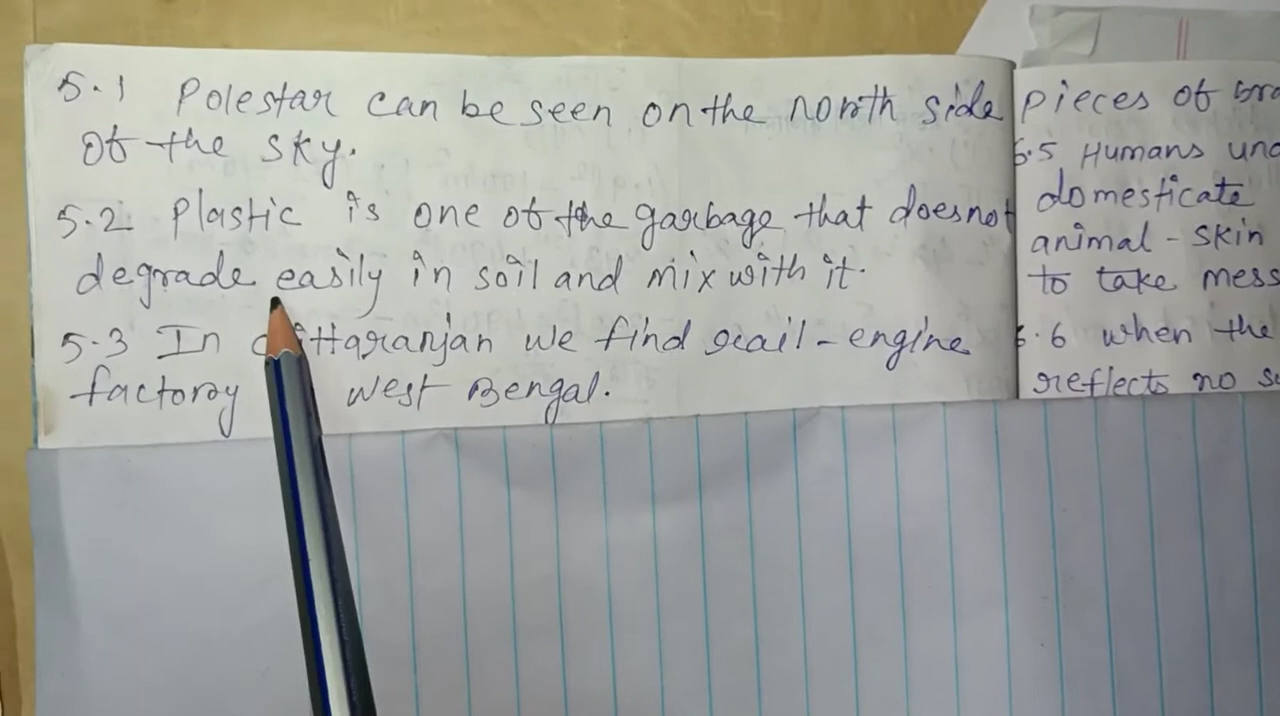 5.1 Polestar can be seen on the north side
of the sky.
5.2 Plastic is one of the garbage that does not
degrade easily in soil and mix with it.
5.3 In we find rail-engine
factory West Bengal.
pieces of
5.5 Humans
domesticate
animal-skin
to take
5.6 when the
reflects no